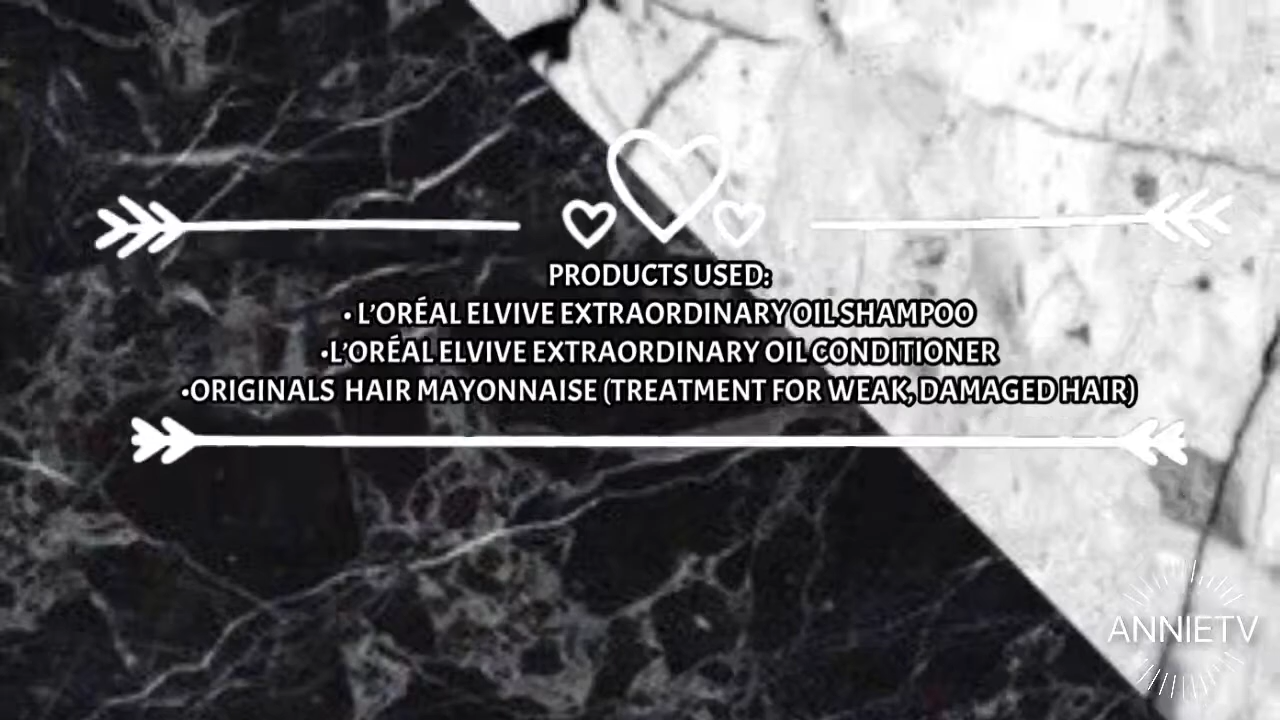 PRODUCTS USED:
• L'ORÉAL ELVIVE EXTRAORDINARY OIL SHAMPOO
•L'ORÉAL ELVIVE EXTRAORDINARY OIL CONDITIONER
•ORIGINALS HAIR MAYONNAISE (TREATMENT FOR WEAK, DAMAGED HAIR)
ANNIETV